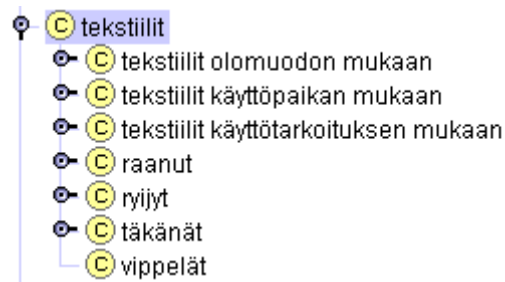 C tekstiilit
C tekstiilit olomuodon mukaan
C tekstiilit käyttöpaikan mukaan
C tekstiilit käyttötarkoituksen mukaan
C raanut
C ryijyt
C täkänät
C vippelät